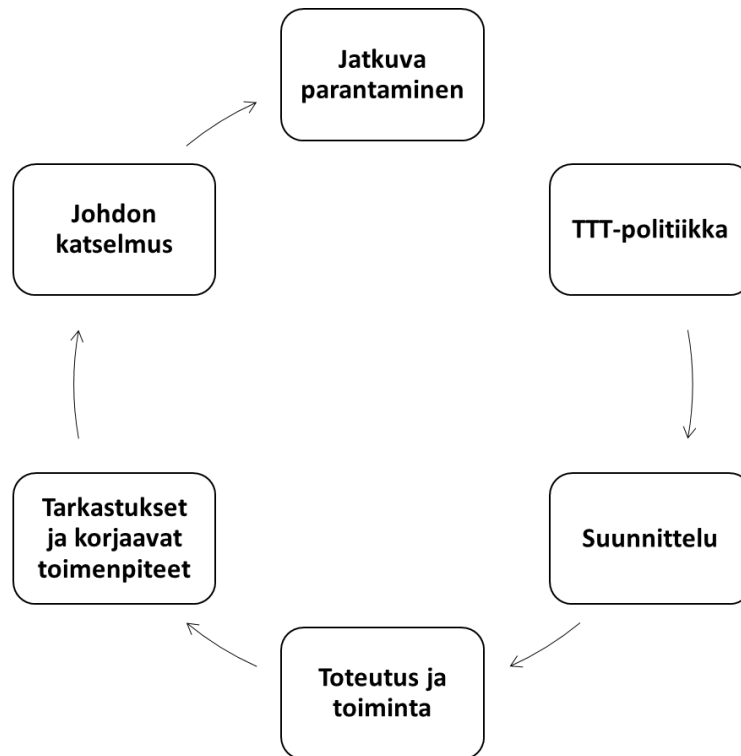 Jatkuva
parantaminen
TTT-politiikka
Suunnittelu
Toteutus ja
toiminta
Tarkastukset
ja korjaavat
toimenpiteet
Johdon
katselmus